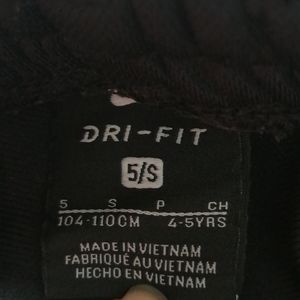 DRI-FIT
5/S
5 S P CH
104-110CM 4-5YRS
MADE IN VIETNAM
FABRIQUÉ AU VIETNAM
HECHO EN VIETNAM